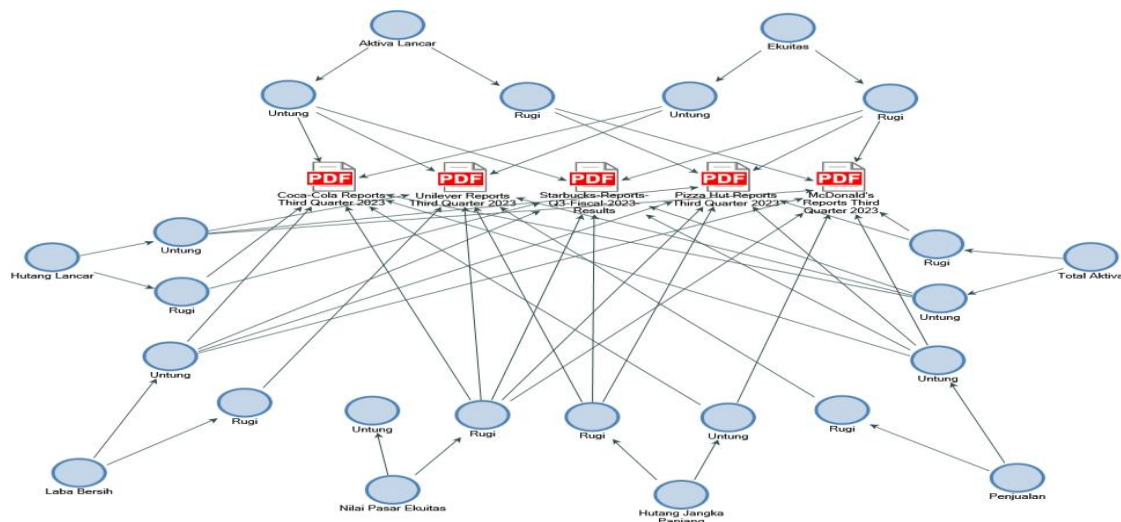 Aktiva Lancar
Ekuitas
Untung
Rugi
Untung
Rugi
PDF
PDF
PDF
PDF
PDF
Coca-Cola Reports
Third Quarter 2023
Unilever Reports
Third Quarter 2023
Starbucks-Reports-
Q3-Fiscal-2023-
Results
Pizza Hut Reports
Third Quarter 2023
McDonald's
Reports Third
Quarter 2023
Untung
Hutang Lancar
Rugi
Rugi
Total Aktiva
Untung
Untung
Untung
Rugi
Untung
Rugi
Rugi
Untung
Rugi
Laba Bersih
Nilai Pasar Ekuitas
Hutang Jangka
Panjang
Penjualan